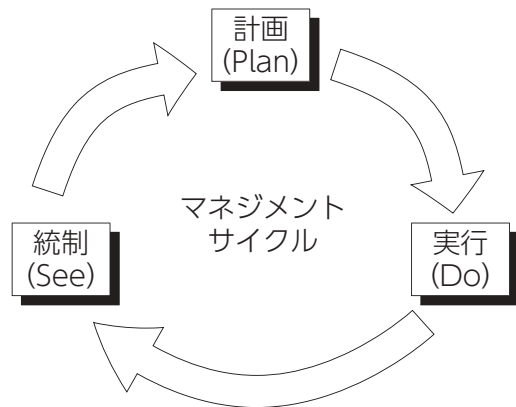 計画
(Plan)
マネジメント
サイクル
統制
(See)
実行
(Do)